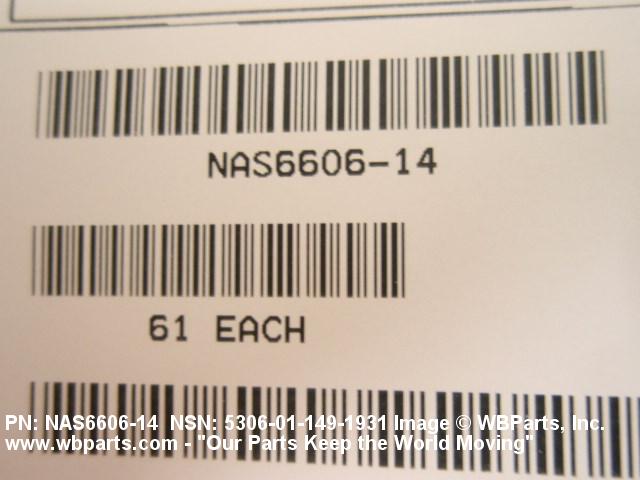 NAS6606-14
61 EACH
PN: NAS6606-14 NSN: 5306-01-149-1931 Image © WBParts, Inc.
www.wbparts.com - "Our Parts Keep the World Moving"